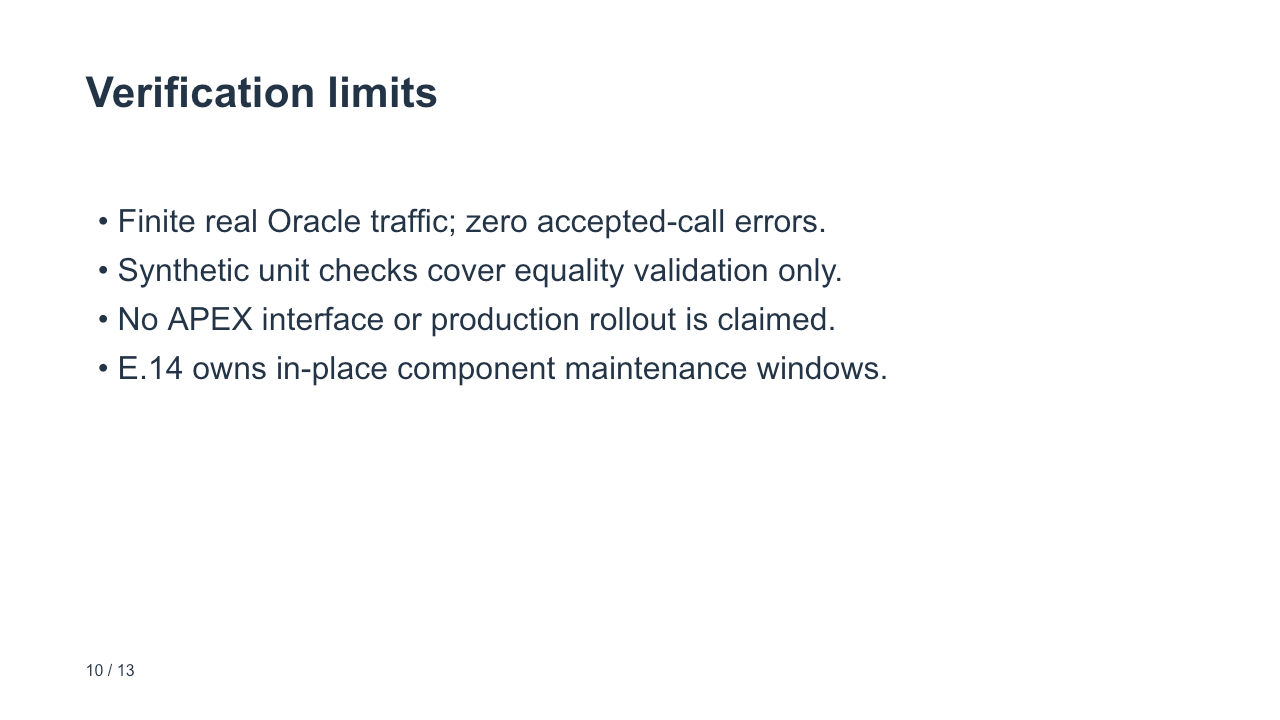 Verification limits
• Finite real Oracle traffic; zero accepted-call errors.
• Synthetic unit checks cover equality validation only.
• No APEX interface or production rollout is claimed.
• E.14 owns in-place component maintenance windows.
10 / 13